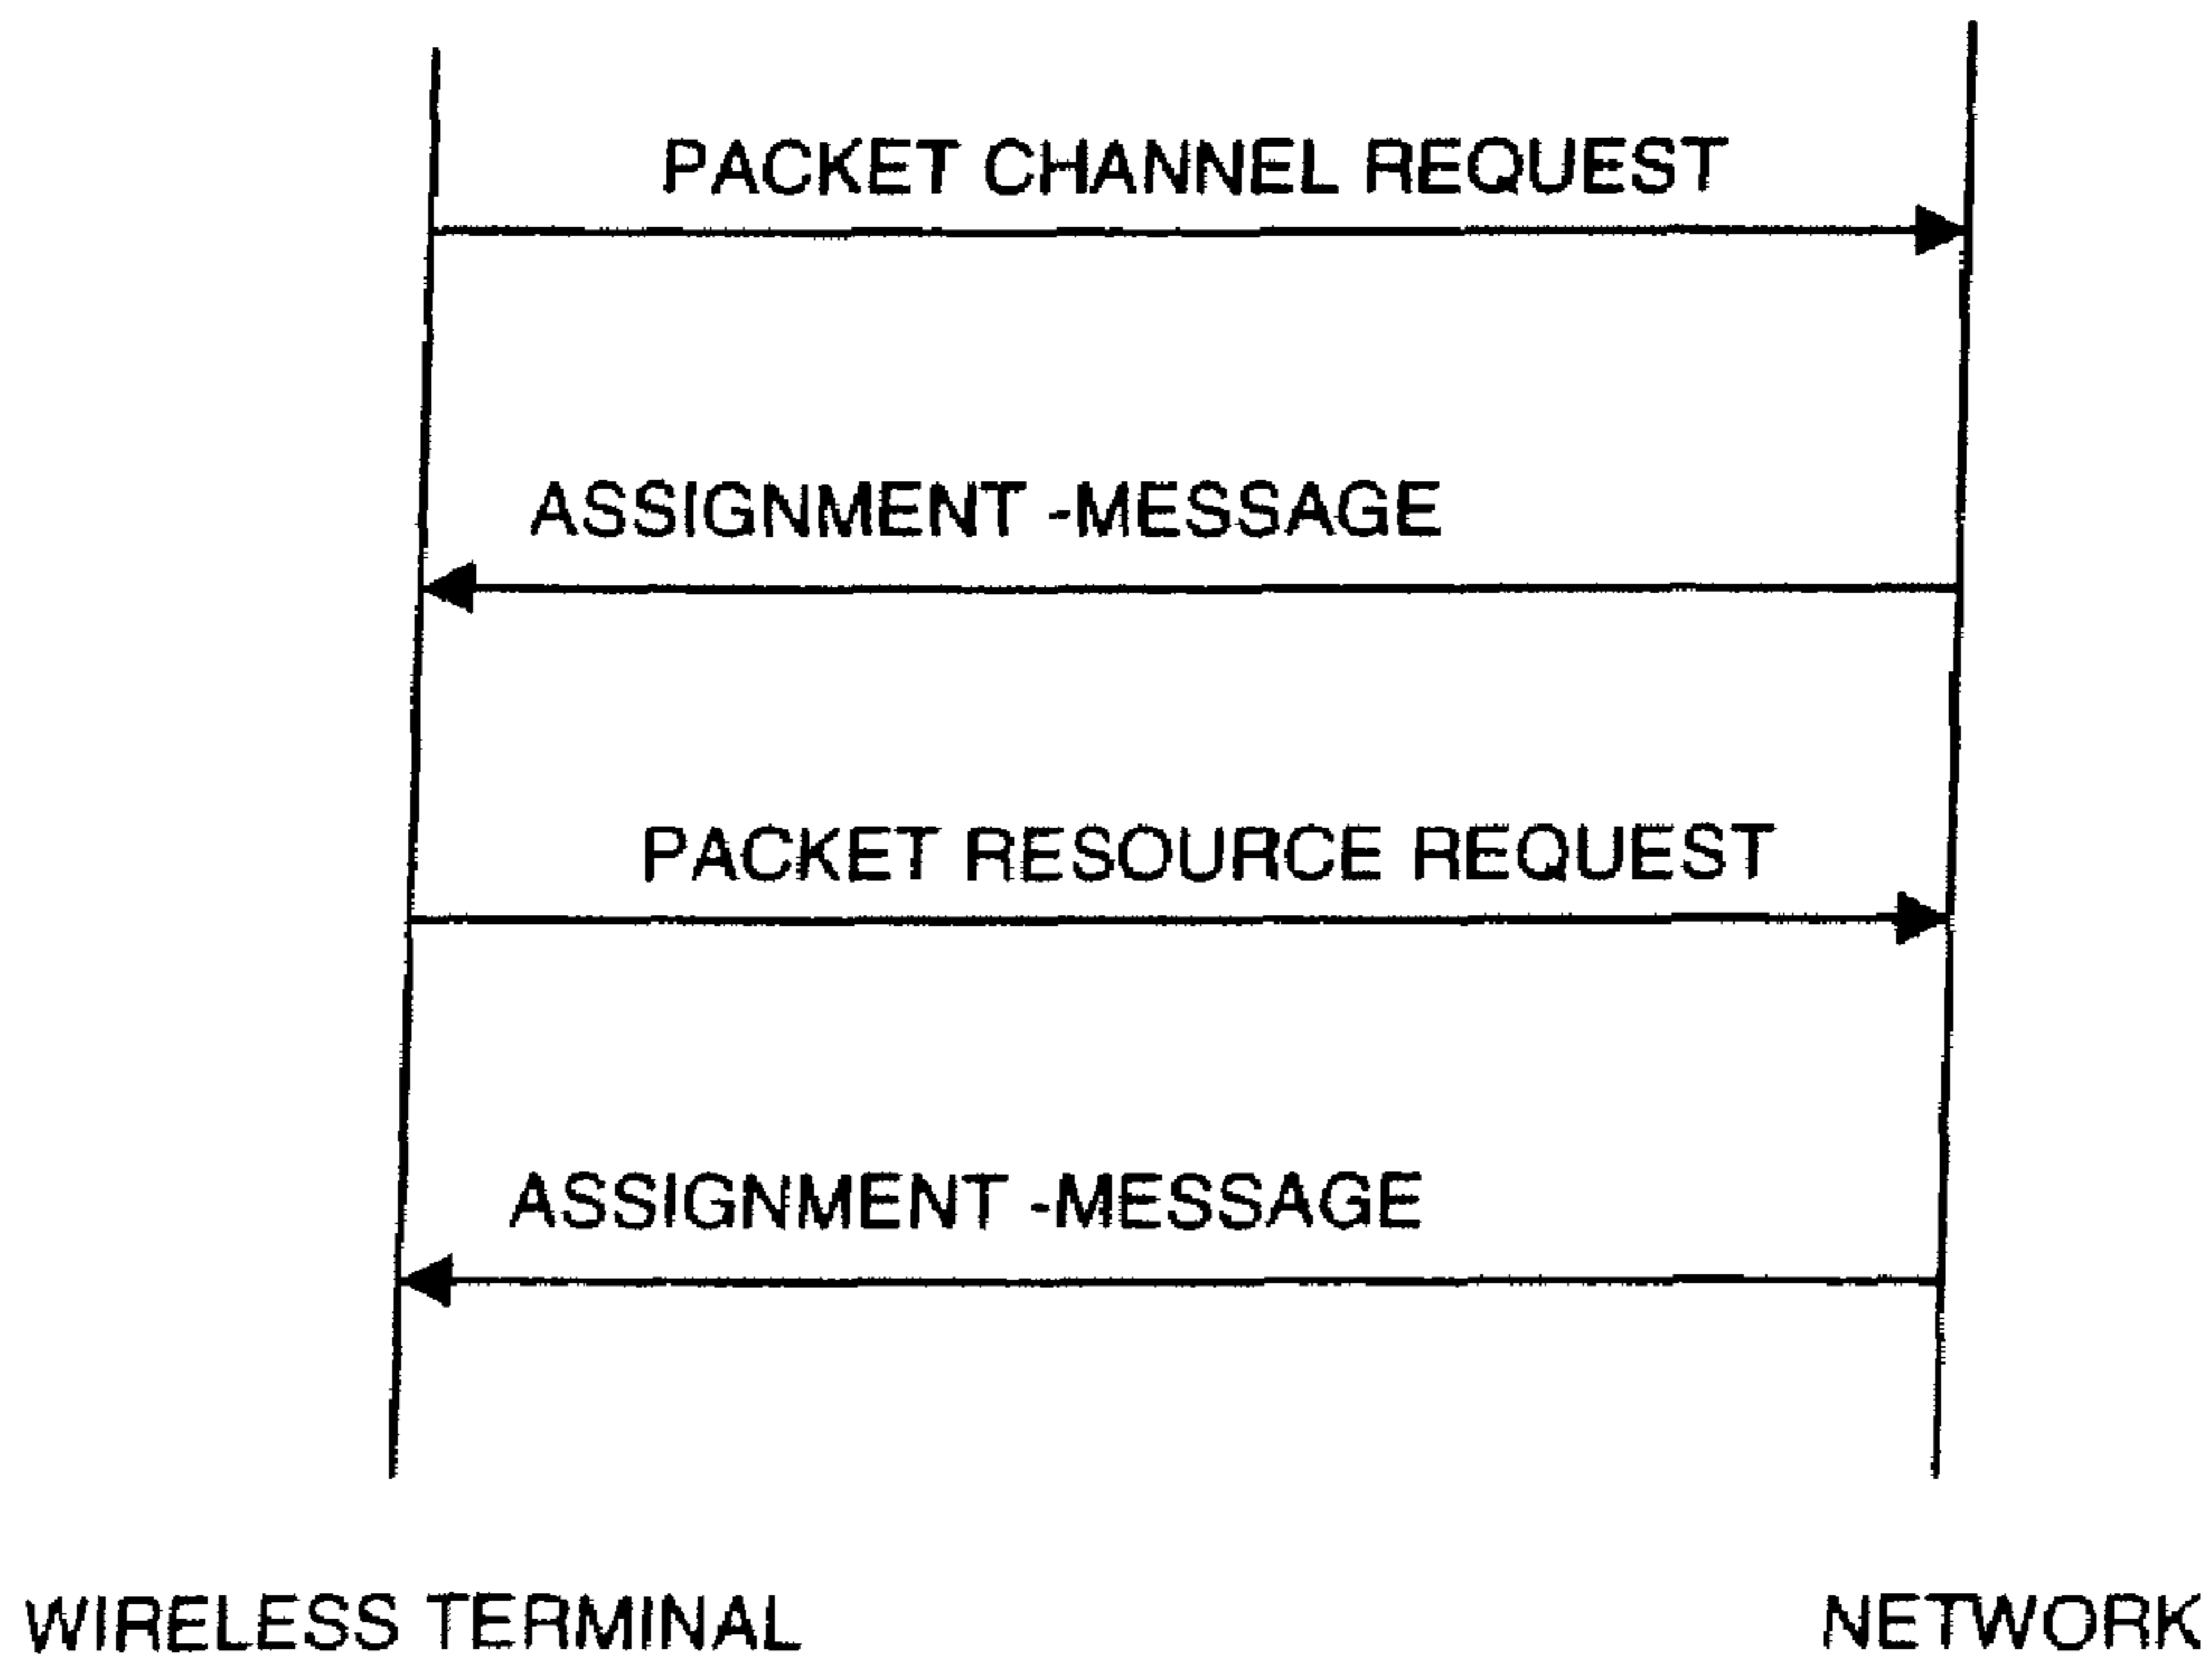 PACKET CHANNEL REQUEST
ASSIGNMENT -MESSAGE
PACKET RESOURCE REQUEST
ASSIGNMENT -MESSAGE
WIRELESS TERMINAL
NETWORK